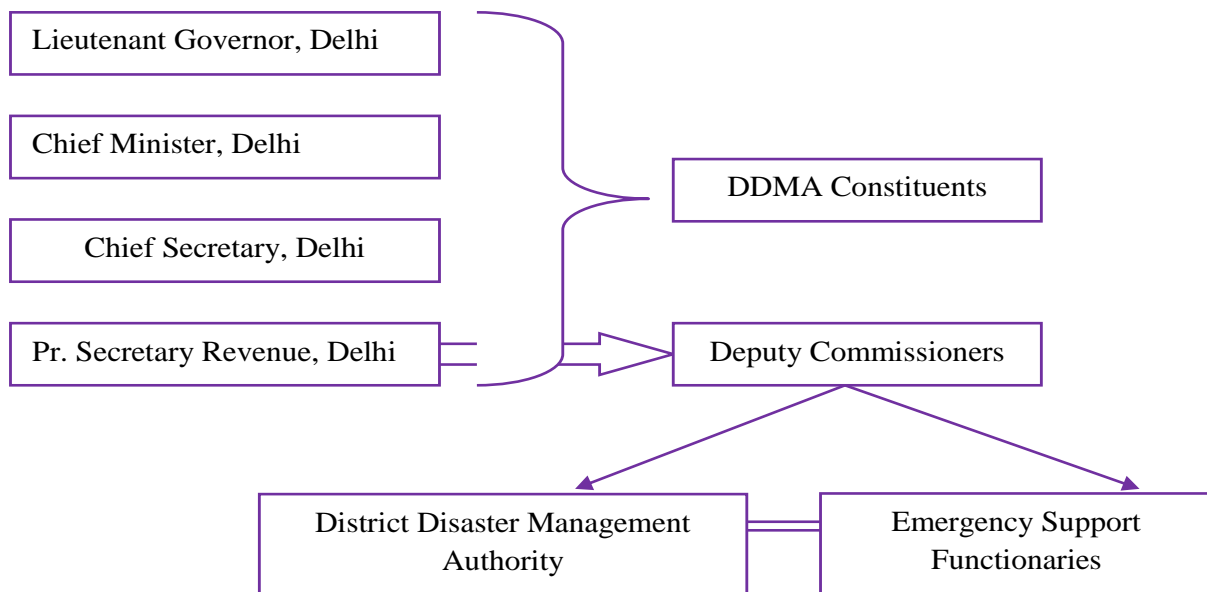 Lieutenant Governor, Delhi
Chief Minister, Delhi
DDMA Constituents
Chief Secretary, Delhi
Pr. Secretary Revenue, Delhi
Deputy Commissioners
District Disaster Management
Authority
Emergency Support
Functionaries